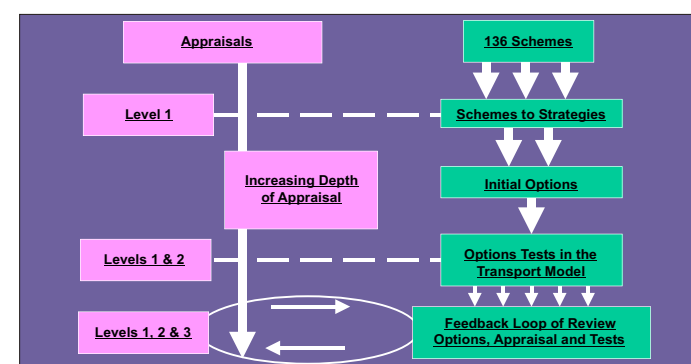 Appraisals
136 Schemes
Level 1
Schemes to Strategies
Increasing Depth
of Appraisal
Initial Options
Levels 1 & 2
Options Tests in the
Transport Model
Levels 1, 2 & 3
Feedback Loop of Review
Options, Appraisal and Tests